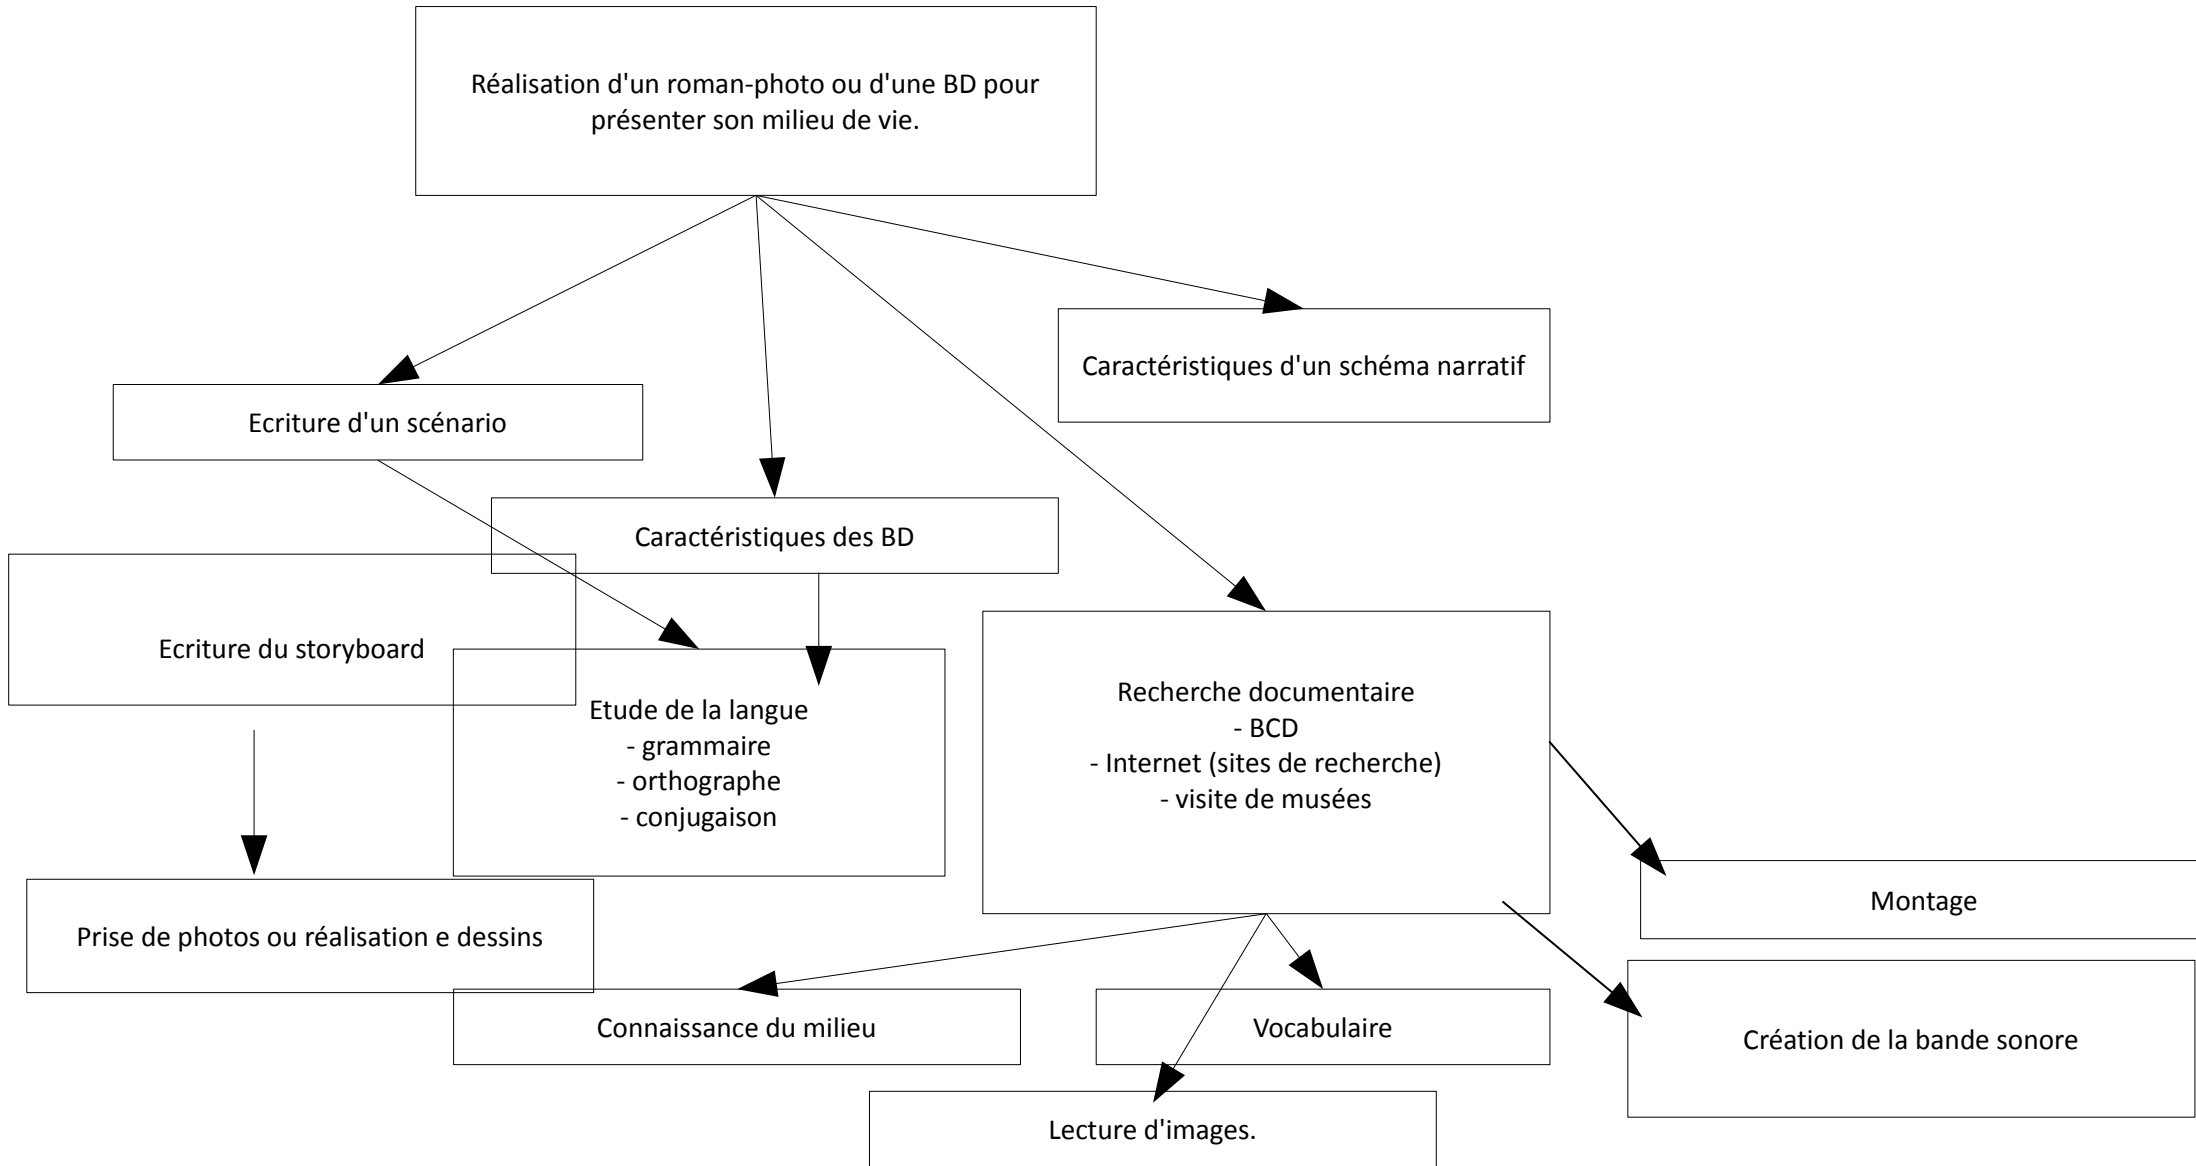 Réalisation d'un roman-photo ou d'une BD pour
présenter son milieu de vie.
Caractéristiques d'un schéma narratif
Ecriture d'un scénario
Caractéristiques des BD
Ecriture du storyboard
Etude de la langue
- grammaire
- orthographe
- conjugaison
Recherche documentaire
- BCD
- Internet (sites de recherche)
- visite de musées
Montage
Prise de photos ou réalisation e dessins
Connaissance du milieu
Vocabulaire
Création de la bande sonore
Lecture d'images.